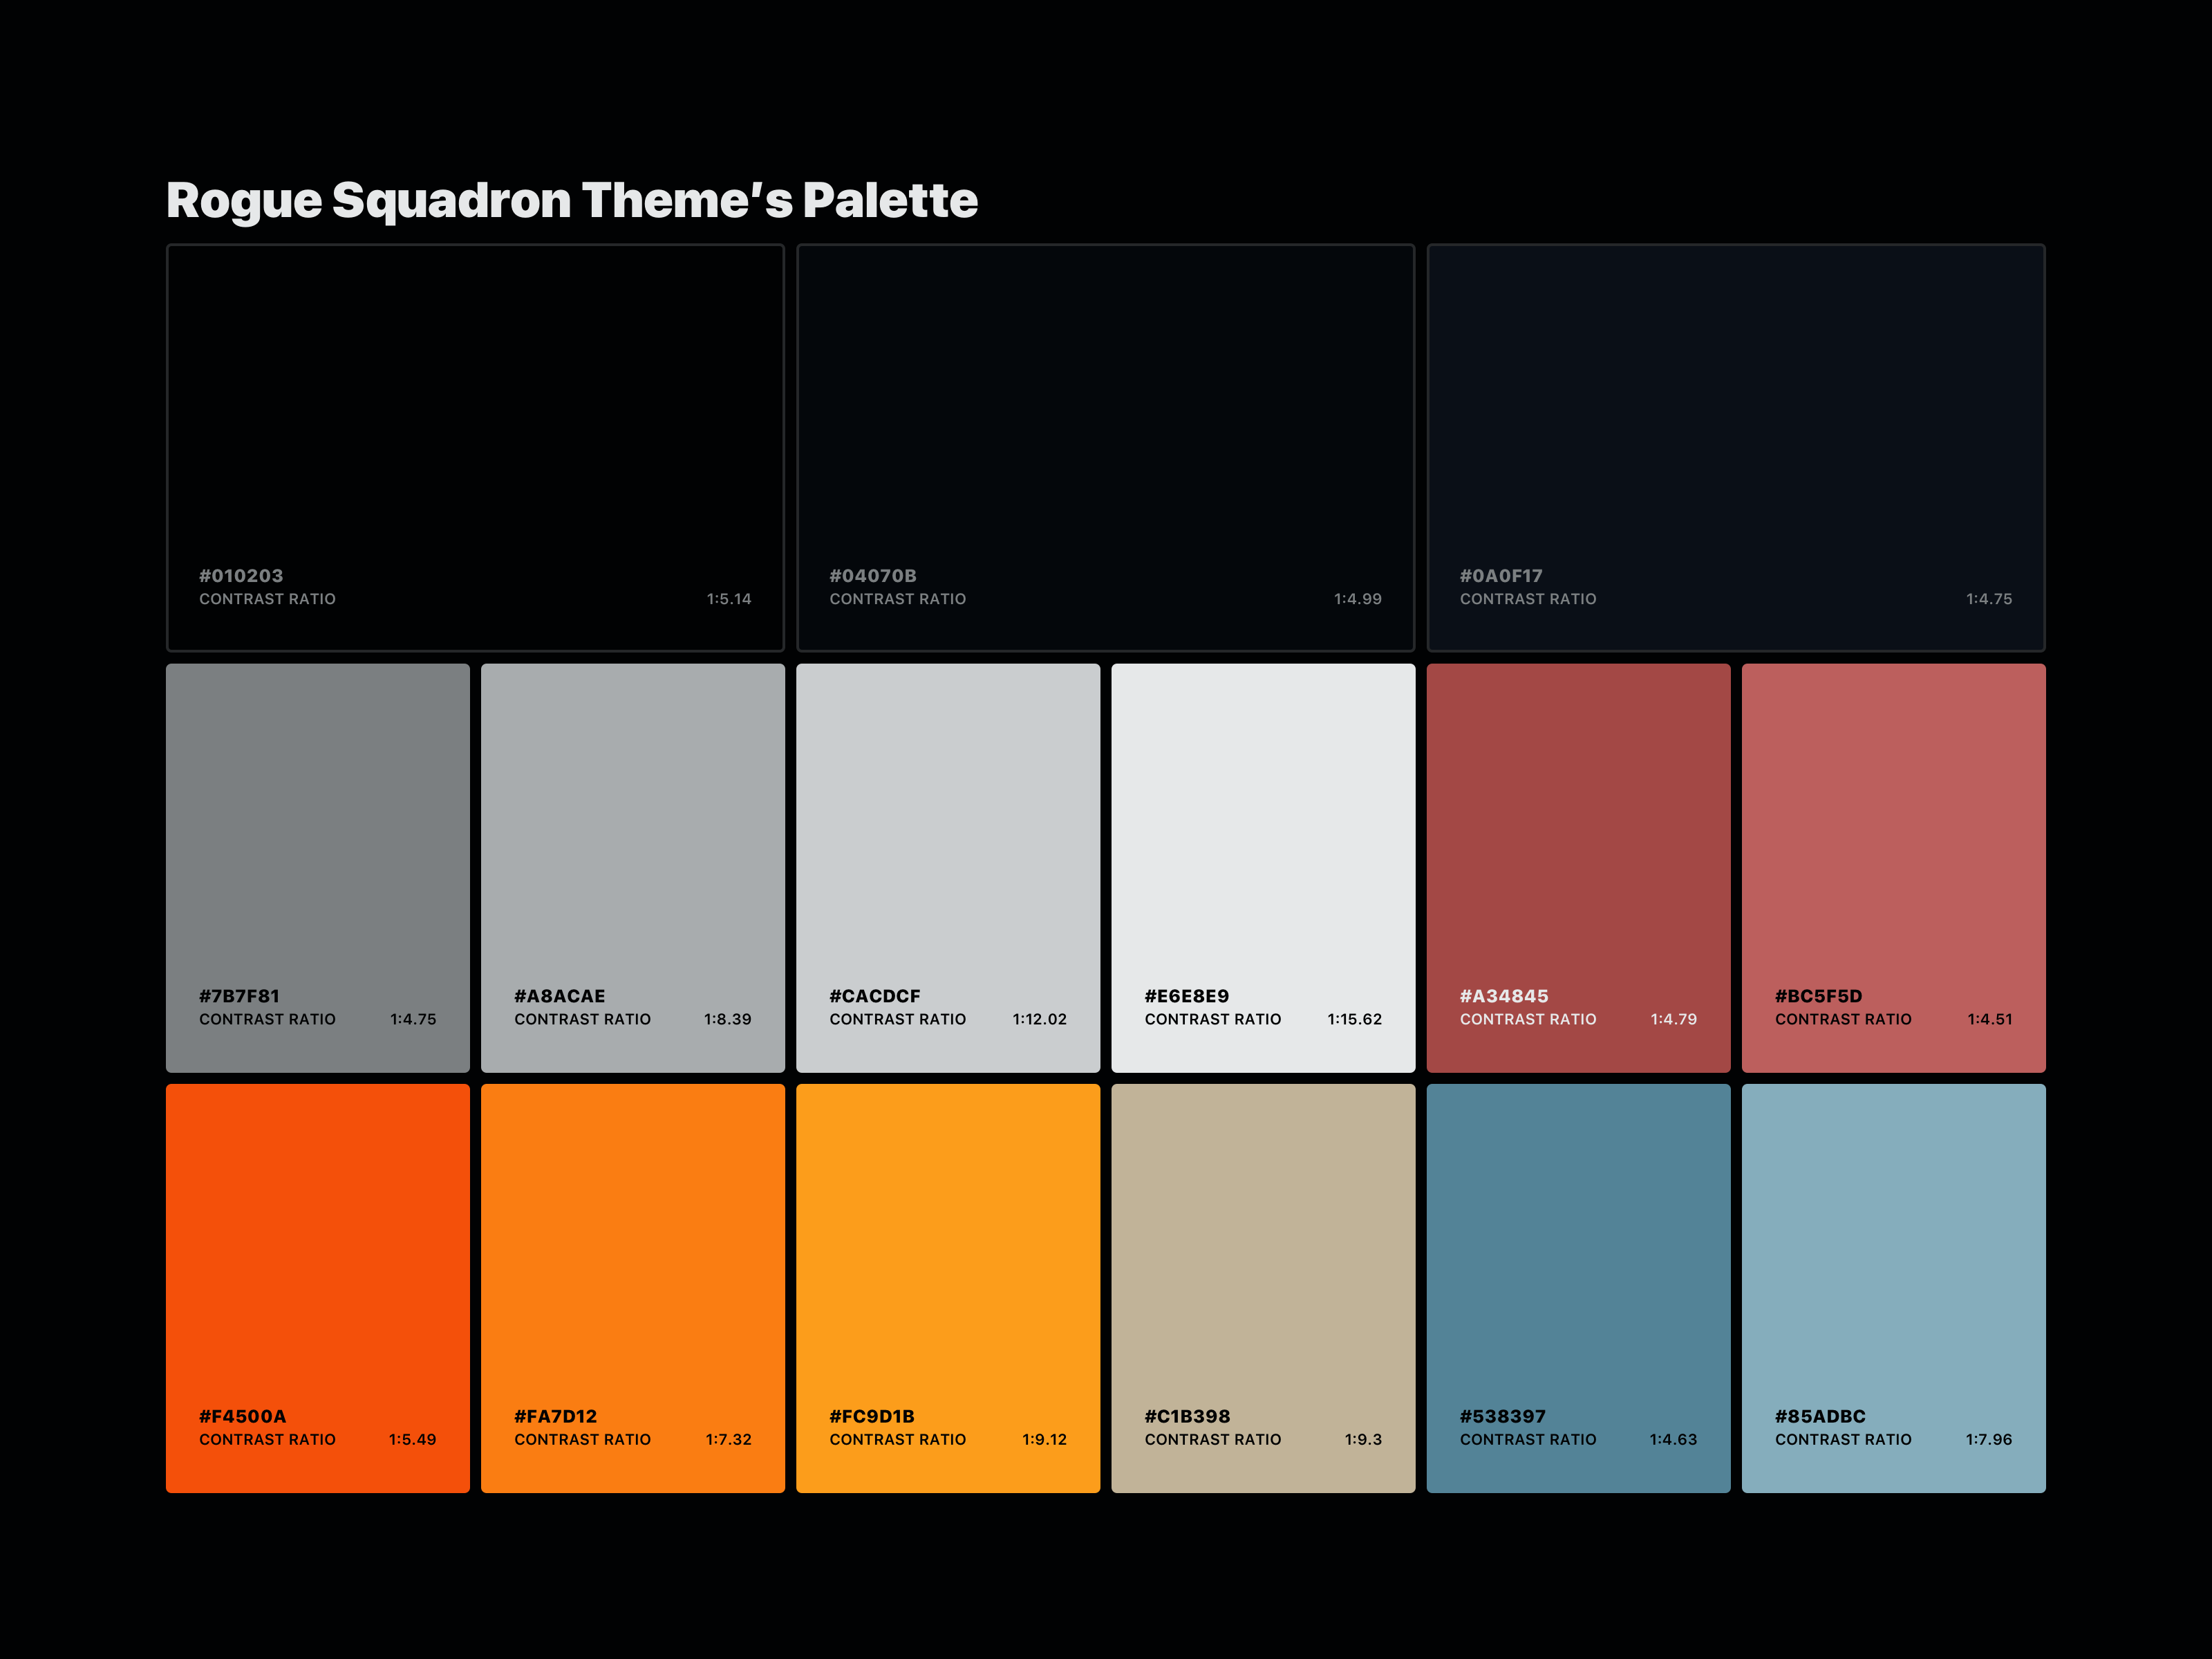 Rogue Squadron Theme’s Palette
#010203
CONTRAST RATIO 1:5.14
#04070B
CONTRAST RATIO 1:4.99
#0A0F17
CONTRAST RATIO 1:4.75
#7B7F81
CONTRAST RATIO 1:4.75
#A8ACAE
CONTRAST RATIO 1:8.39
#CACDCF
CONTRAST RATIO 1:12.02
#E6E8E9
CONTRAST RATIO 1:15.62
#A34845
CONTRAST RATIO 1:4.79
#BC5F5D
CONTRAST RATIO 1:4.51
#F4500A
CONTRAST RATIO 1:5.49
#FA7D12
CONTRAST RATIO 1:7.32
#FC9D1B
CONTRAST RATIO 1:9.12
#C1B398
CONTRAST RATIO 1:9.3
#538397
CONTRAST RATIO 1:4.63
#85ADBC
CONTRAST RATIO 1:7.96